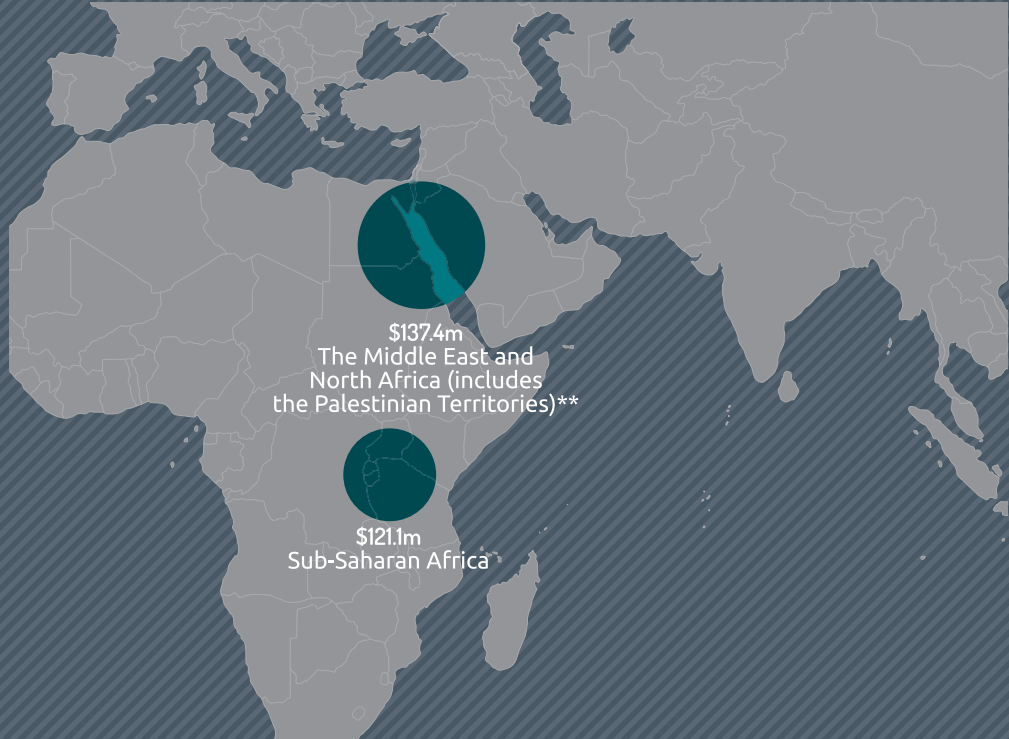 $137.4m
The Middle East and
North Africa (includes
the Palestinian Territories)**
$121.1m
Sub-Saharan Africa